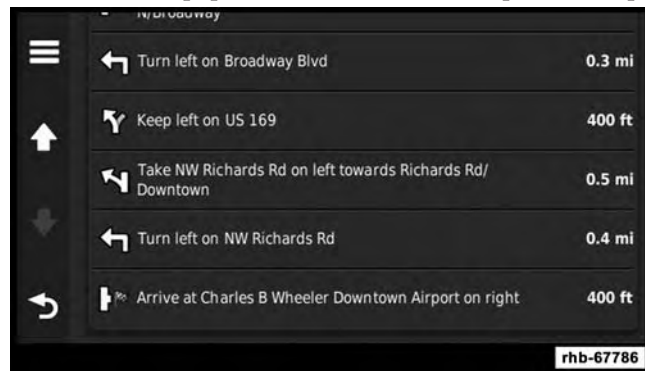 N/Broadway
Turn left on Broadway Blvd 0.3 mi
Keep left on US 169 400 ft
Take NW Richards Rd on left towards Richards Rd/
Downtown 0.5 mi
Turn left on NW Richards Rd 0.4 mi
Arrive at Charles B Wheeler Downtown Airport on right 400 ft
rhb-67786